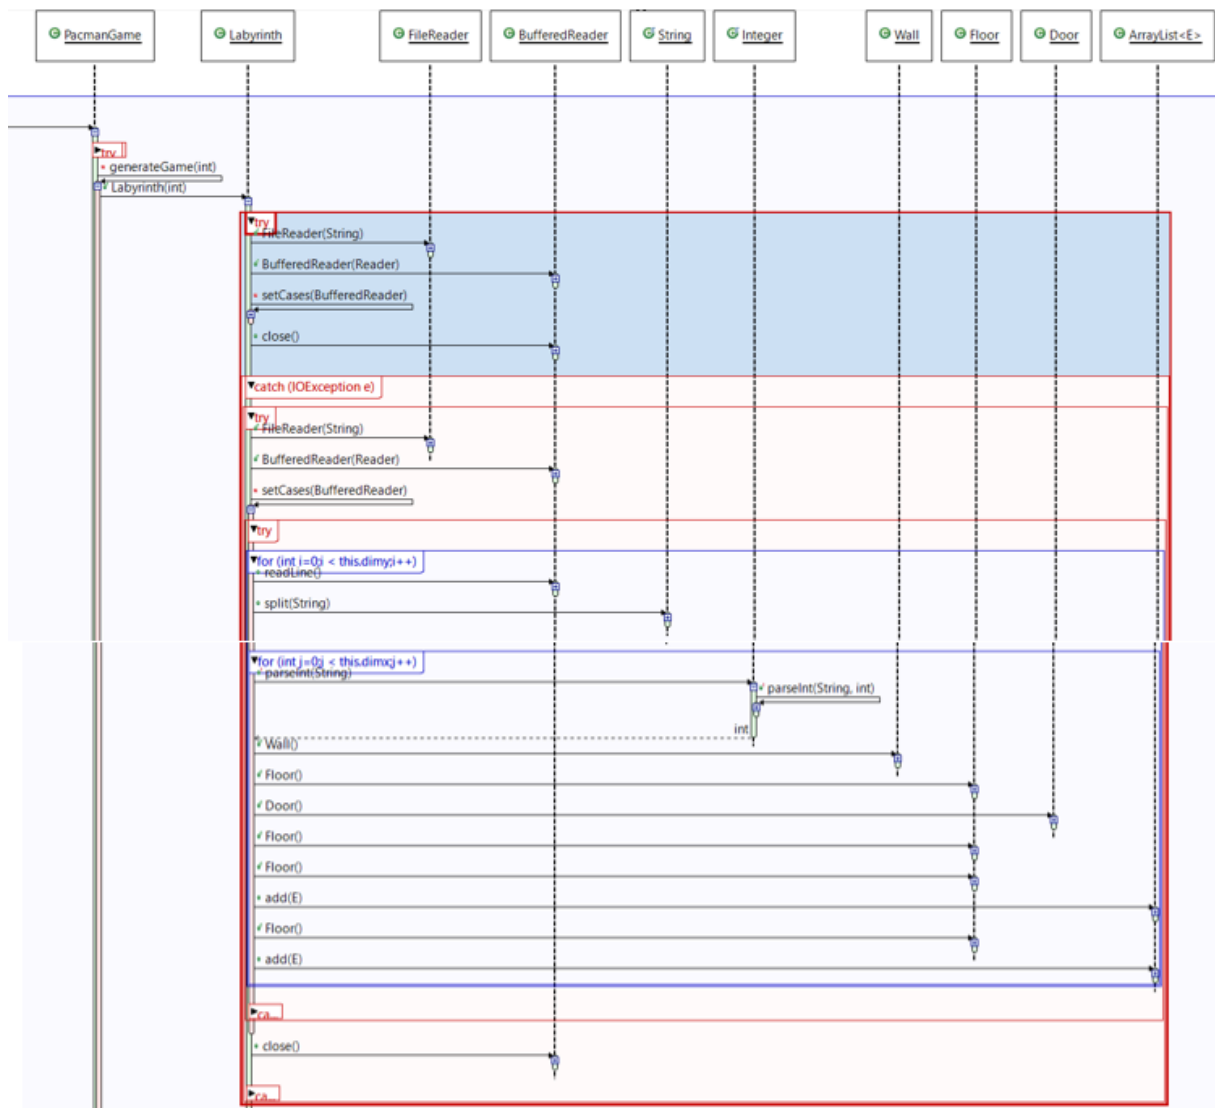 PacmanGame Labyrinth FileReader BufferedReader String Integer Wall Floor Door ArrayList<E>
try
generateGame(int)
Labyrinth(int)
try
FileReader(String)
BufferedReader(Reader)
setCases(BufferedReader)
close()
catch (IOException e)
try
FileReader(String)
BufferedReader(Reader)
setCases(BufferedReader)
try
for (int i=0;i < this.dimy;i++)
readLine()
split(String)
for (int j=0;j < this.dimx;j++)
parseInt(String)
parseInt(String, int)
int
Wall()
Floor()
Door()
Floor()
Floor()
add(E)
Floor()
add(E)
ca...
close()
ca...